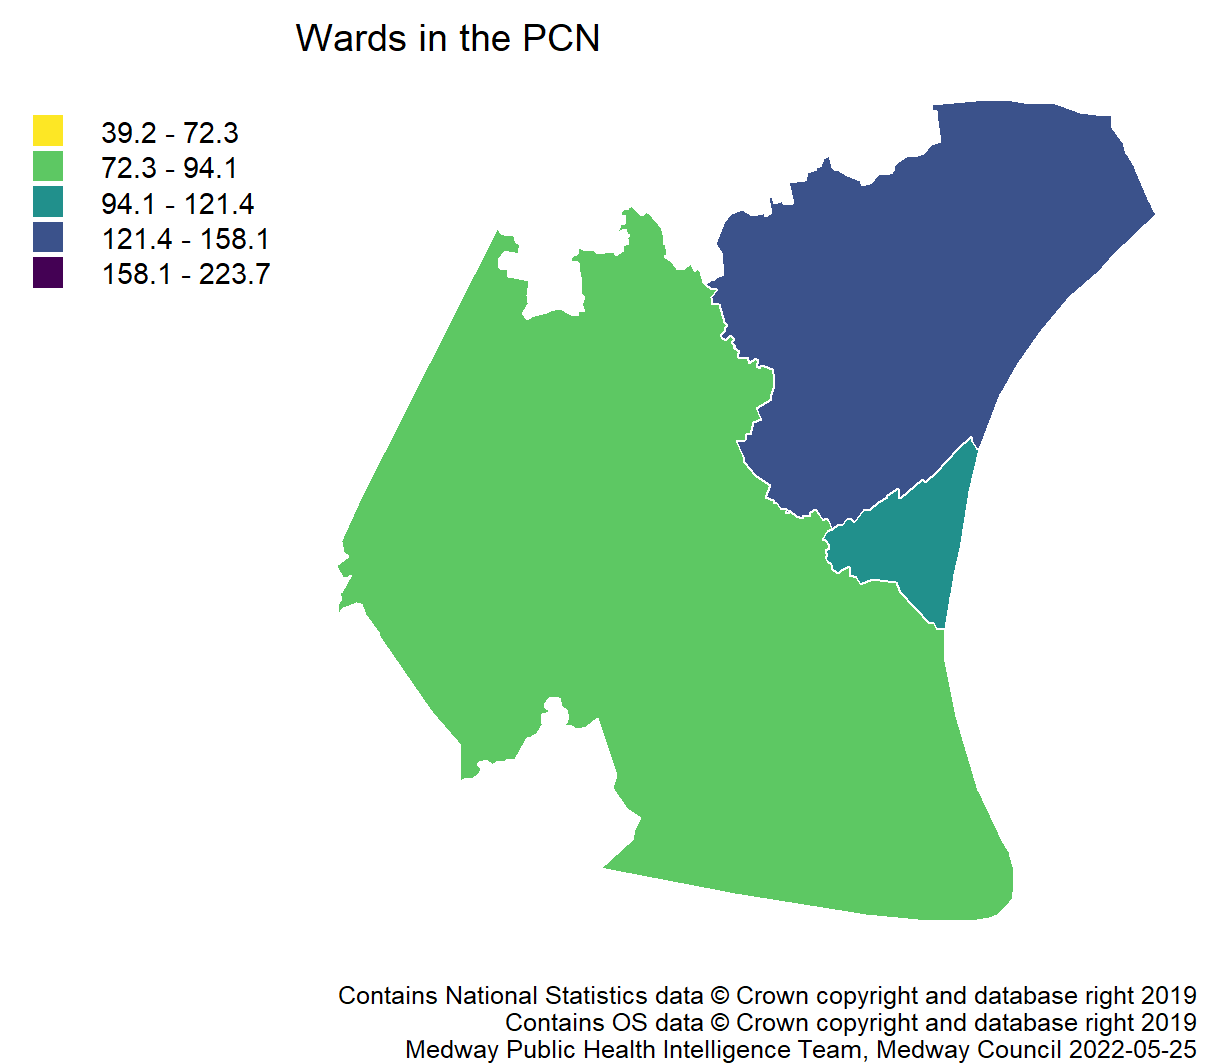 Wards in the PCN
39.2 - 72.3
72.3 - 94.1
94.1 - 121.4
121.4 - 158.1
158.1 - 223.7
Contains National Statistics data © Crown copyright and database right 2019
Contains OS data © Crown copyright and database right 2019
Medway Public Health Intelligence Team, Medway Council 2022-05-25